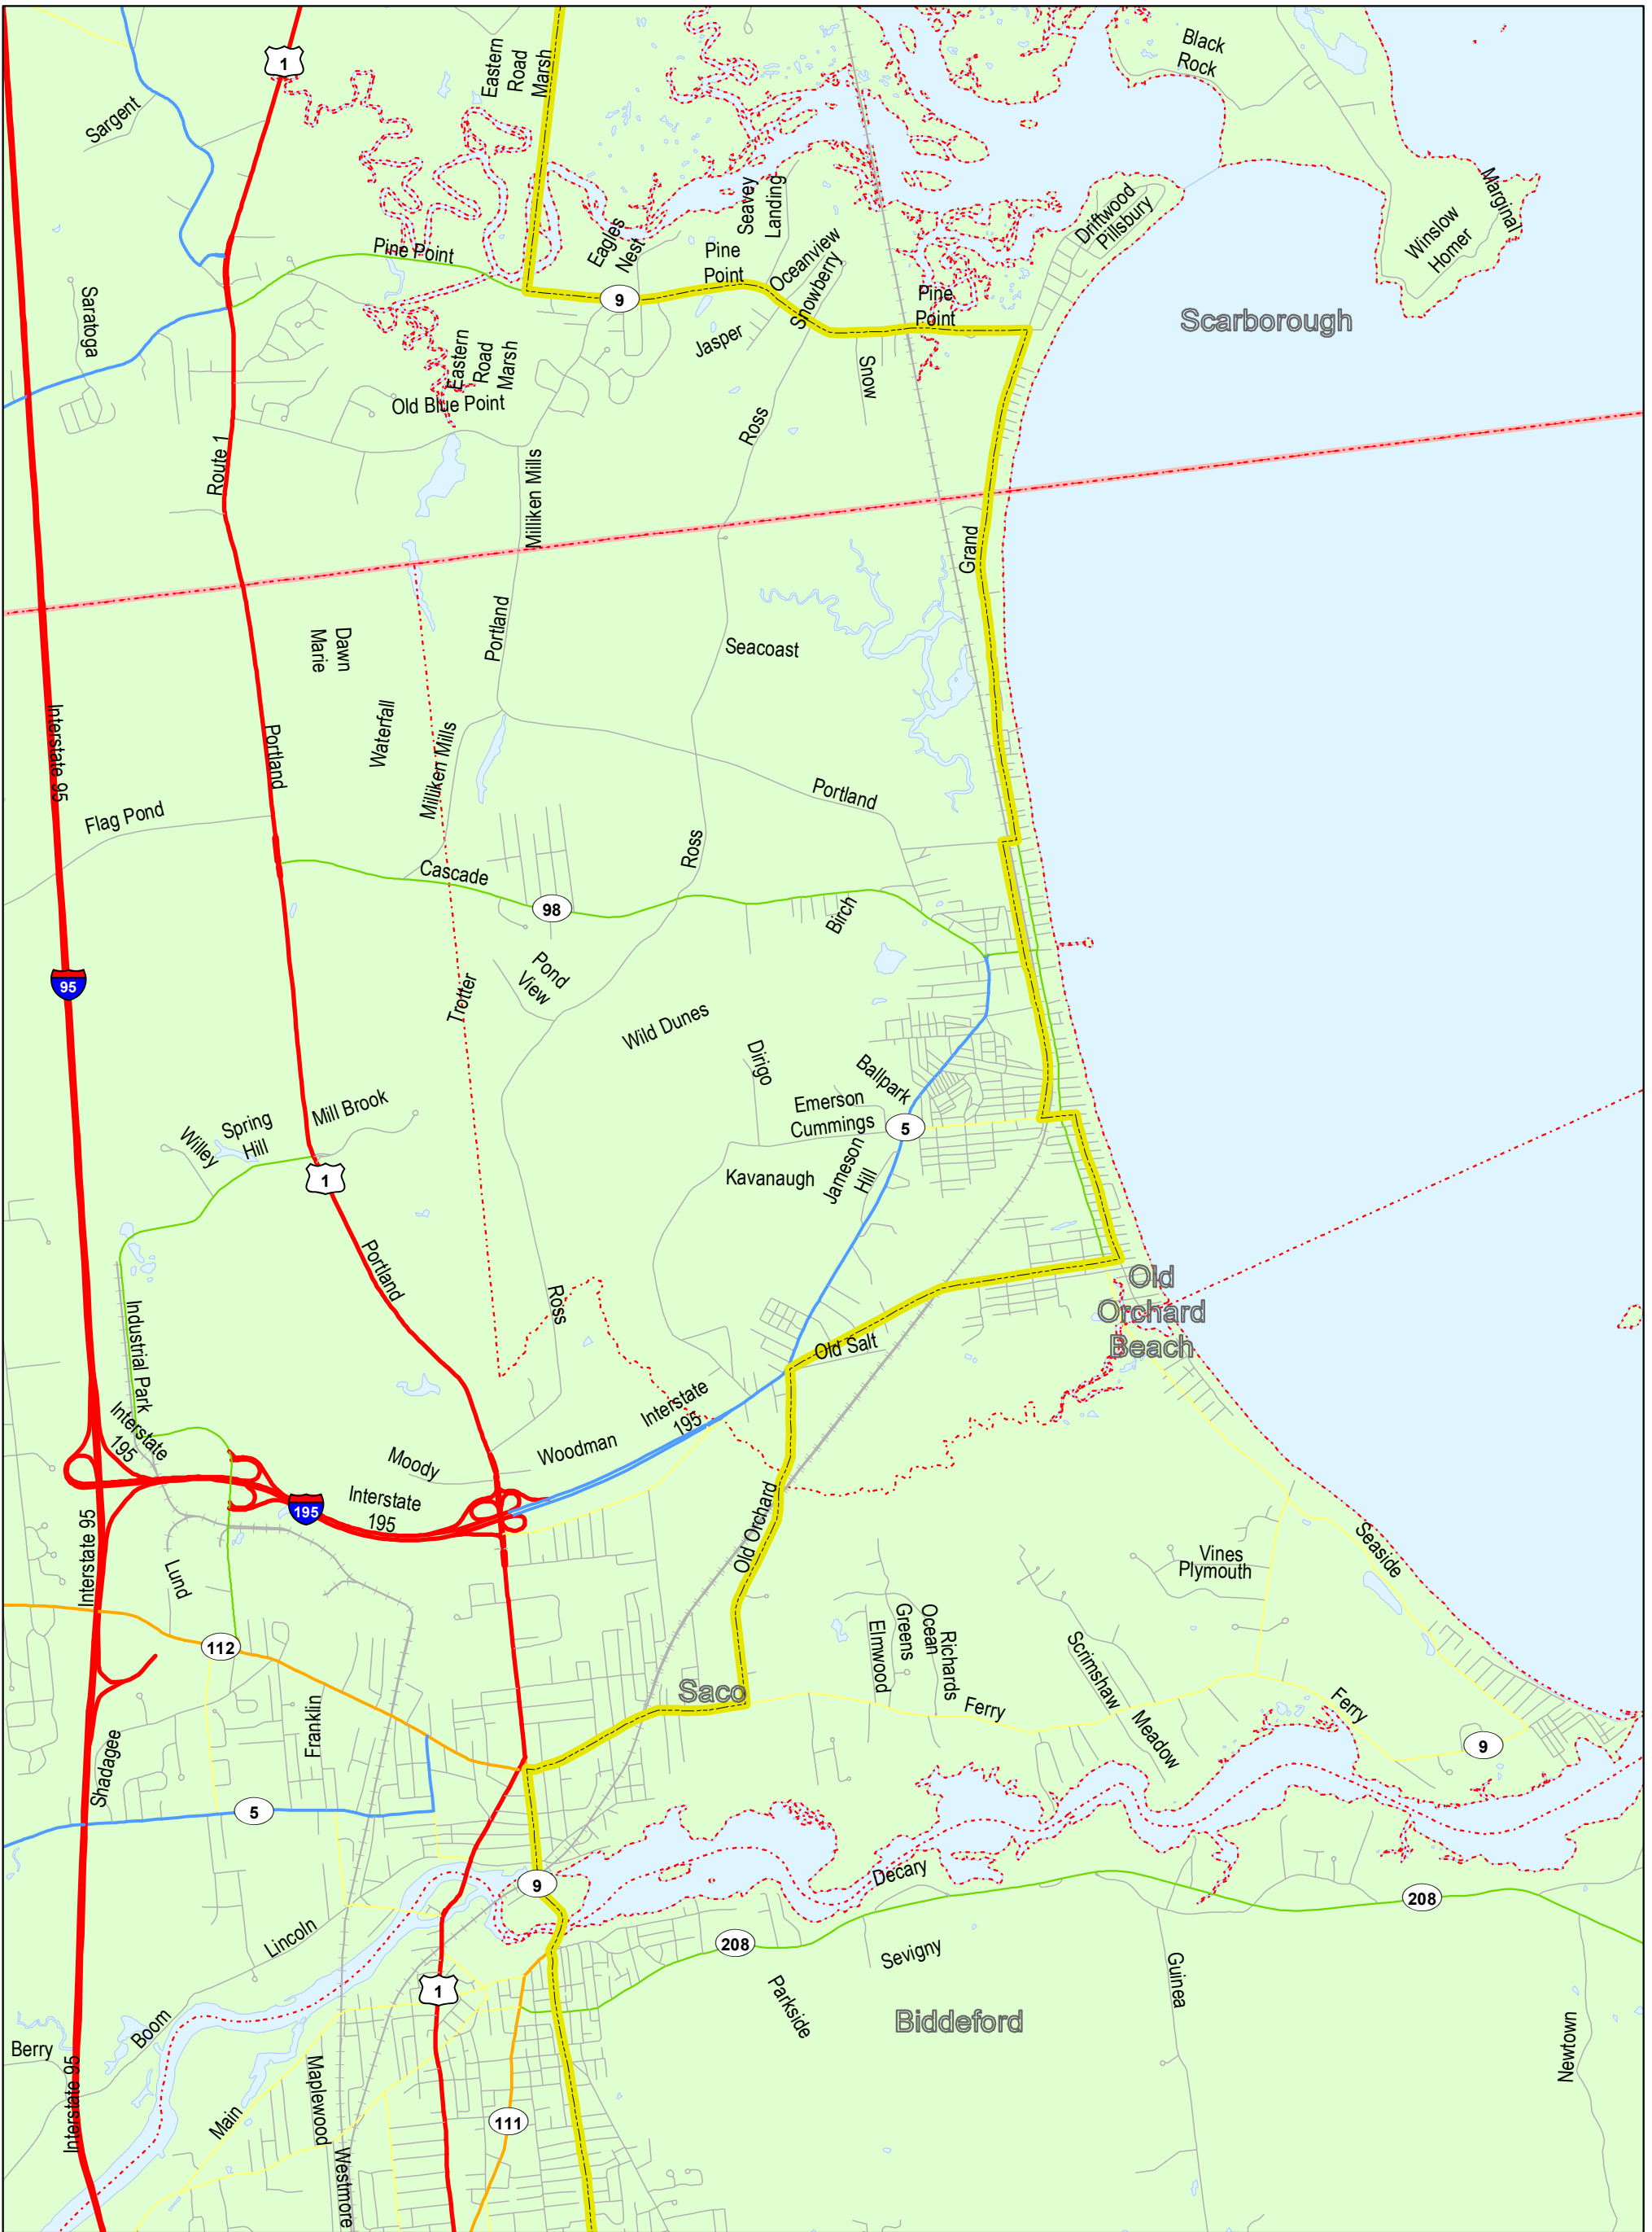 1
Sargent
Eastern
Road
Marsh
Black
Rock
Pine Point
Eagles
Nest
Seavey
Landing
Pine
Point
Oceanview
Snowberry
Driftwood
Pillsbury
Winslow
Homer
Marginal
Saratoga
9
Pine
Point
Scarborough
Jasper
Snow
Eastern
Road
Marsh
Old Blue Point
Ross
Route 1
Milliken Mills
Grand
Dawn
Marie
Portland
Seacoast
Interstate 95
Portland
Waterfall
Milliken Mills
Portland
Flag Pond
Cascade
Ross
98
Birch
95
Pond
View
Trotter
Wild Dunes
Dirigo
Ballpark
Emerson
Cummings
5
Mill Brook
Spring
Hill
Willey
1
Kavanaugh
Jameson
Hill
Portland
Ross
Old
Orchard
Beach
Industrial Park
Old Salt
Interstate
195
Interstate
195
Woodman
Moody
Interstate
195
195
Interstate 95
Old Orchard
Lund
Vines
Plymouth
Seaside
112
Elmwood
Greens
Ocean
Richards
Scrimshaw
Meadow
Saco
Ferry
Ferry
Franklin
Shadagee
9
5
9
Decary
208
208
Lincoln
Sevigny
1
Parkside
Guinea
Biddeford
Newtown
Boom
Berry
Interstate 95
Main
Maplewood
111
Westmore